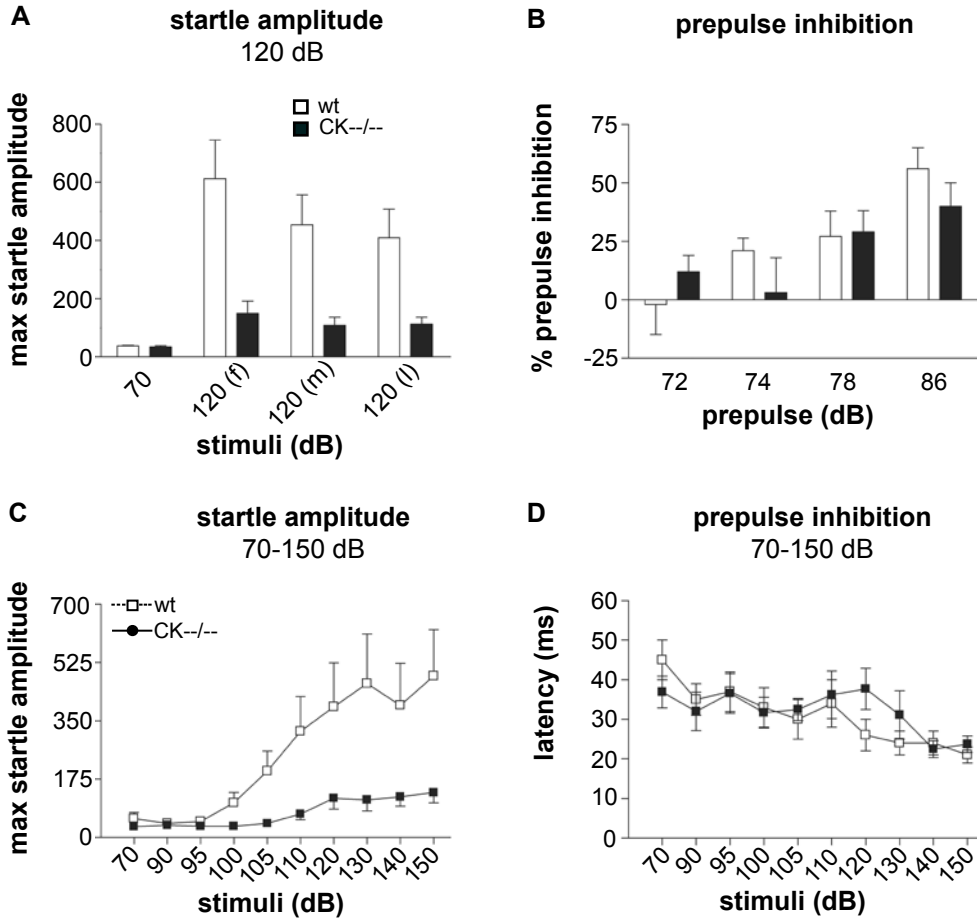 A
startle amplitude
120 dB
wt
CK--/--
max startle amplitude
800
600
400
200
0
70
120 (f)
120 (m)
120 (l)
stimuli (dB)
B
prepulse inhibition
% prepulse inhibition
75
50
25
0
-25
72
74
78
86
prepulse (dB)
C
startle amplitude
70-150 dB
wt
CK--/--
max startle amplitude
700
525
350
175
0
70
90
95
100
105
110
120
130
140
150
stimuli (dB)
D
prepulse inhibition
70-150 dB
latency (ms)
60
50
40
30
20
10
0
70
90
95
100
105
110
120
130
140
150
stimuli (dB)